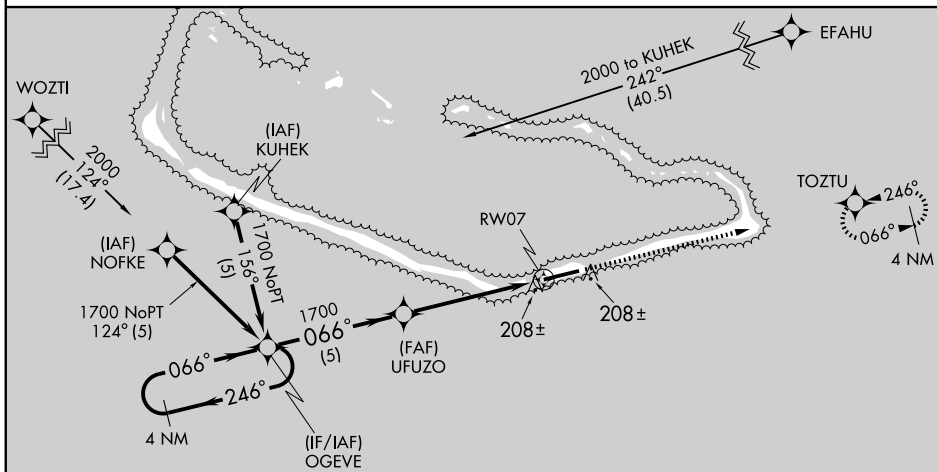 EFAHU
2000 to KUHEK
242°
(40.5)
WOZTI
2000
124°
(17.4)
(IAF)
KUHEK
TOZTU
246°
066°
4 NM
RW07
(IAF)
NOFKE
1700 NoPT
156°
(5)
1700 NoPT
124° (5)
1700
066°
(5)
208±
208±
(FAF)
UFUZO
066°
246°
4 NM
(IF/IAF)
OGEVE